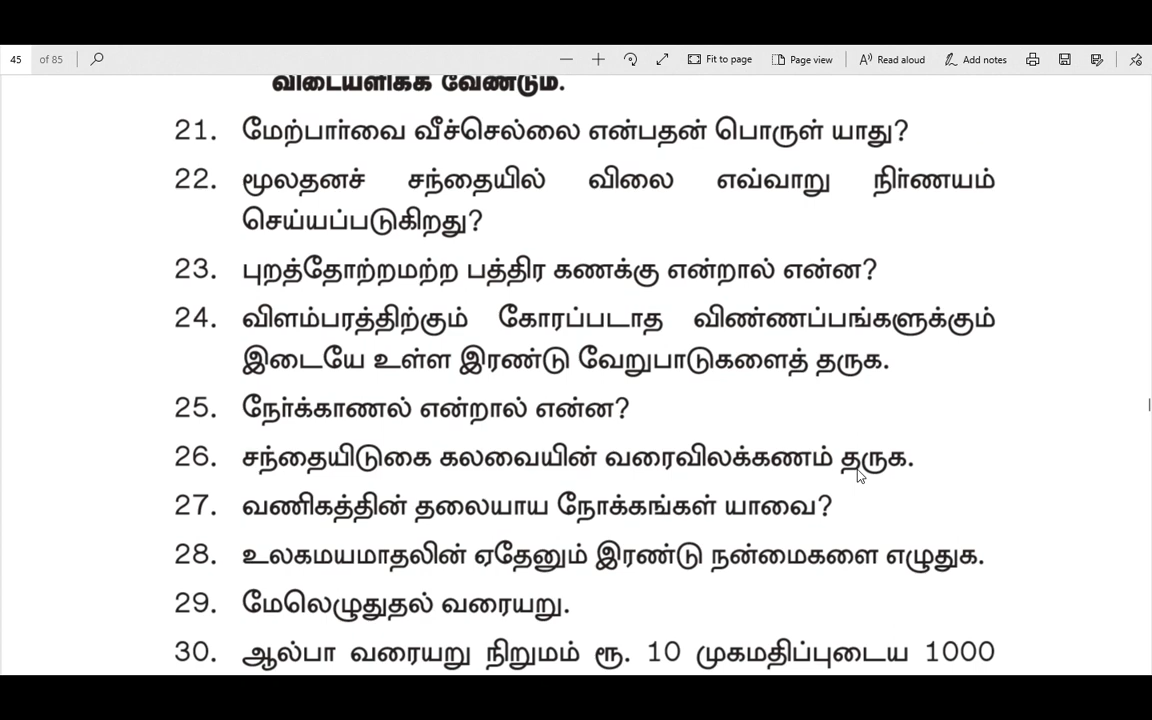 45 of 85 Fit to page Page view Read aloud Add notes
விடையளிக்க வேண்டும்.
21. மேற்பார்வை வீச்செல்லை என்பதன் பொருள் யாது?
22. மூலதனச் சந்தையில் விலை எவ்வாறு நிர்ணயம்
செய்யப்படுகிறது?
23. புறத்தோற்றமற்ற பத்திர கணக்கு என்றால் என்ன?
24. விளம்பரத்திற்கும் கோரப்படாத விண்ணப்பங்களுக்கும்
இடையே உள்ள இரண்டு வேறுபாடுகளைத் தருக.
25. நேர்க்காணல் என்றால் என்ன?
26. சந்தையிடுகை கலவையின் வரைவிலக்கணம் தருக.
27. வணிகத்தின் தலையாய நோக்கங்கள் யாவை?
28. உலகமயமாதலின் ஏதேனும் இரண்டு நன்மைகளை எழுதுக.
29. மேலெழுதுதல் வரையறு.
30. ஆல்பா வரையறு நிறுமம் ரூ. 10 முகமதிப்புடைய 1000